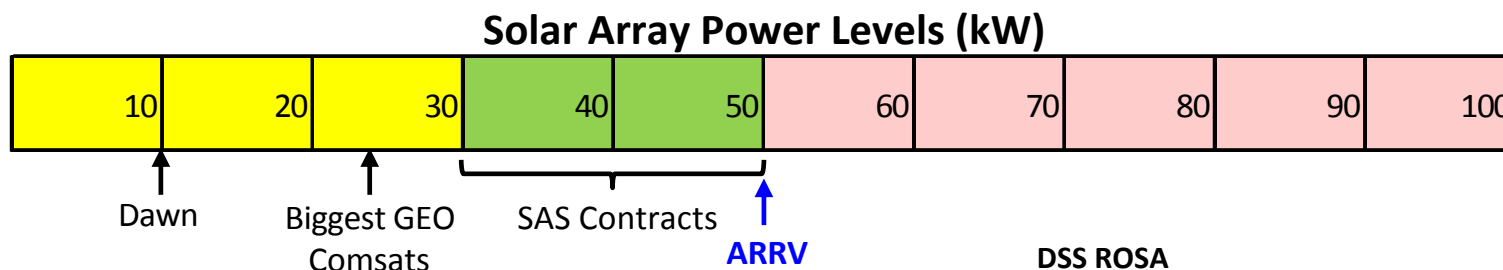 Solar Array Power Levels (kW)
10 20 30 40 50 60 70 80 90 100
Dawn
Biggest GEO
Comsats
SAS Contracts
ARRV
DSS ROSA